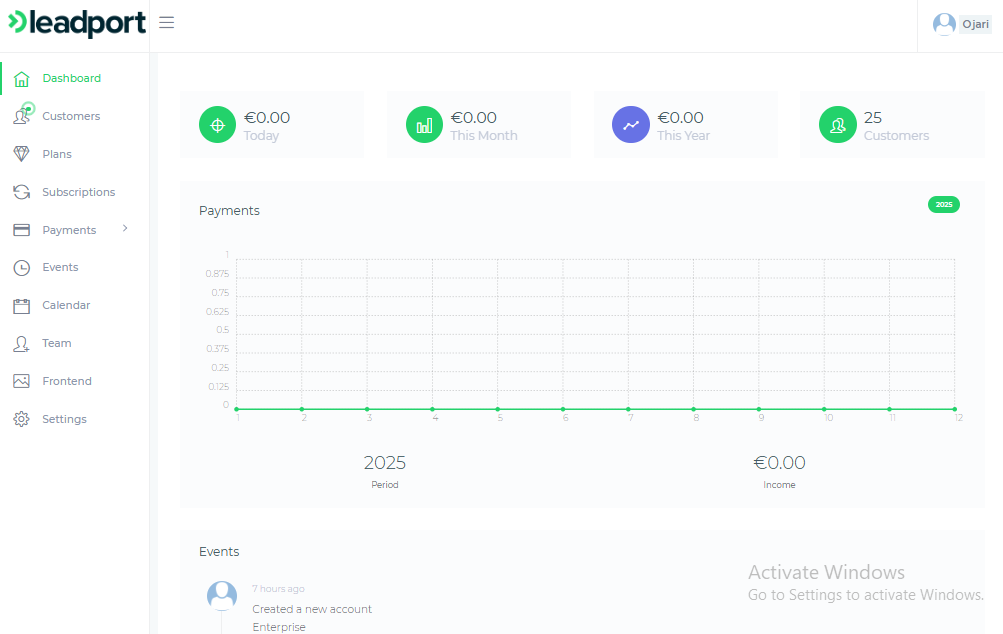 leadport
Ojari
Dashboard
Customers
Plans
Subscriptions
Payments
Events
Calendar
Team
Frontend
Settings
€0.00
Today
€0.00
This Month
€0.00
This Year
25
Customers
Payments
2025
1
0.875
0.75
0.625
0.5
0.375
0.25
0.125
0
1 2 3 4 5 6 7 8 9 10 11 12
2025
Period
€0.00
Income
Events
7 hours ago
Created a new account
Enterprise
Activate Windows
Go to Settings to activate Windows.